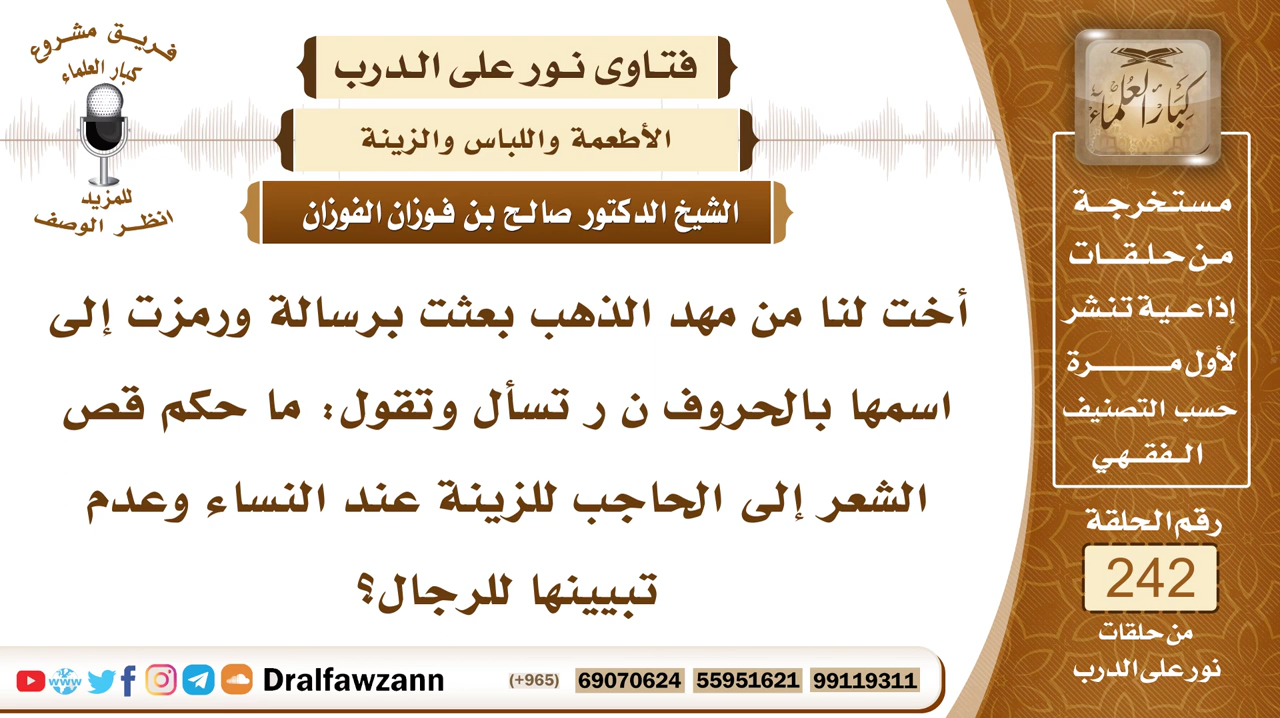 فريق مشروع
كبار العلماء
للمزيد
انظر الوصف
فتاوى نور على الدرب
الأطعمة واللباس والزينة
الشيخ الدكتور صالح بن فوزان الفوزان
أخت لنا من مهد الذهب بعثت برسالة ورمزت إلى
اسمها بالحروف ن ر تسأل وتقول: ما حكم قص
الشعر إلى الحاجب للزينة عند النساء وعدم
تبيينها للرجال؟
كبار العلماء
مستخرجة
من حلقات
إذاعية تنشر
لأول مرة
حسب التصنيف
الفقهي
رقم الحلقة
242
من حلقات
نور على الدرب
www
Dralfawzann
(+965) 69070624 55951621 99119311